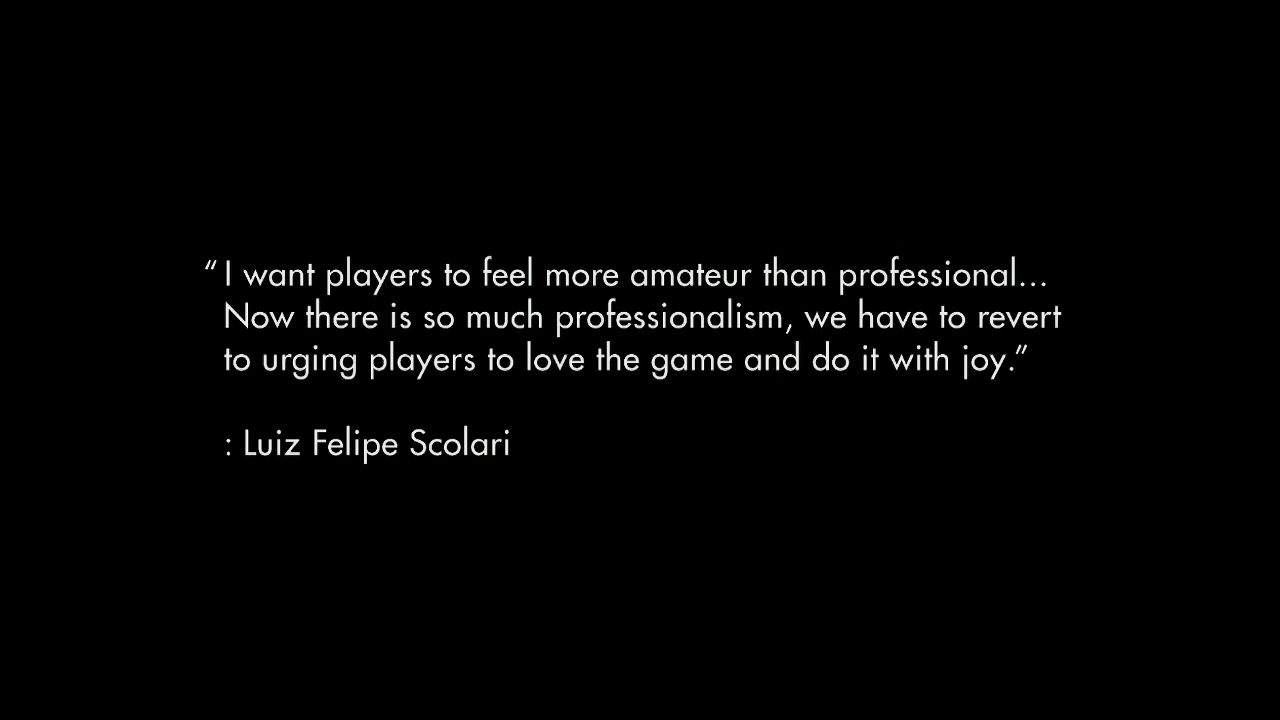 “I want players to feel more amateur than professional...
Now there is so much professionalism, we have to revert
to urging players to love the game and do it with joy.”
: Luiz Felipe Scolari